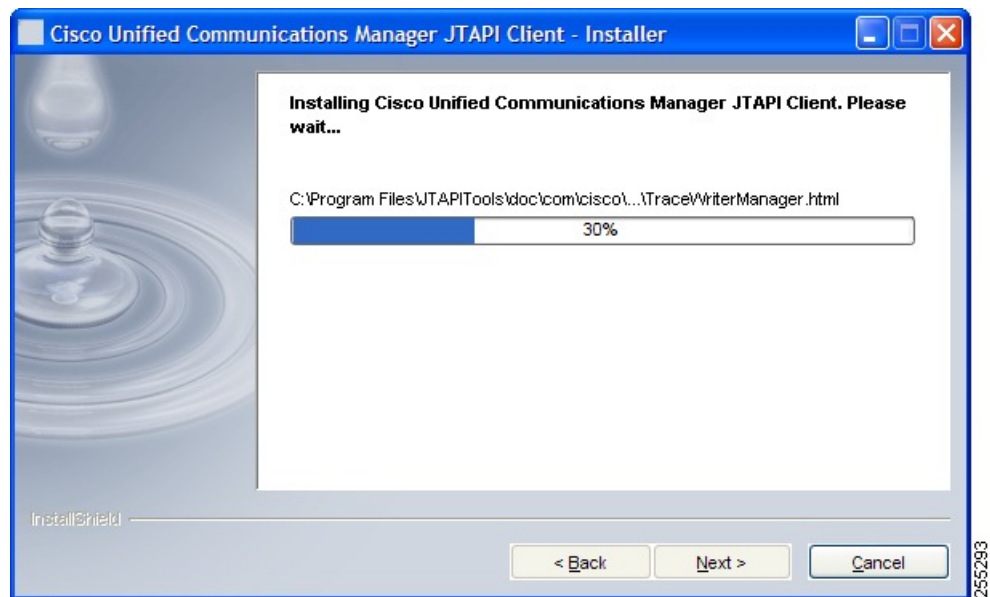 Cisco Unified Communications Manager JTAPI Client - Installer
Installing Cisco Unified Communications Manager JTAPI Client. Please
wait...
C:\Program Files\JTAPITools\doc\com\cisco\...\TraceWriterManager.html
30%
InstallShield
< Back Next > Cancel
255293